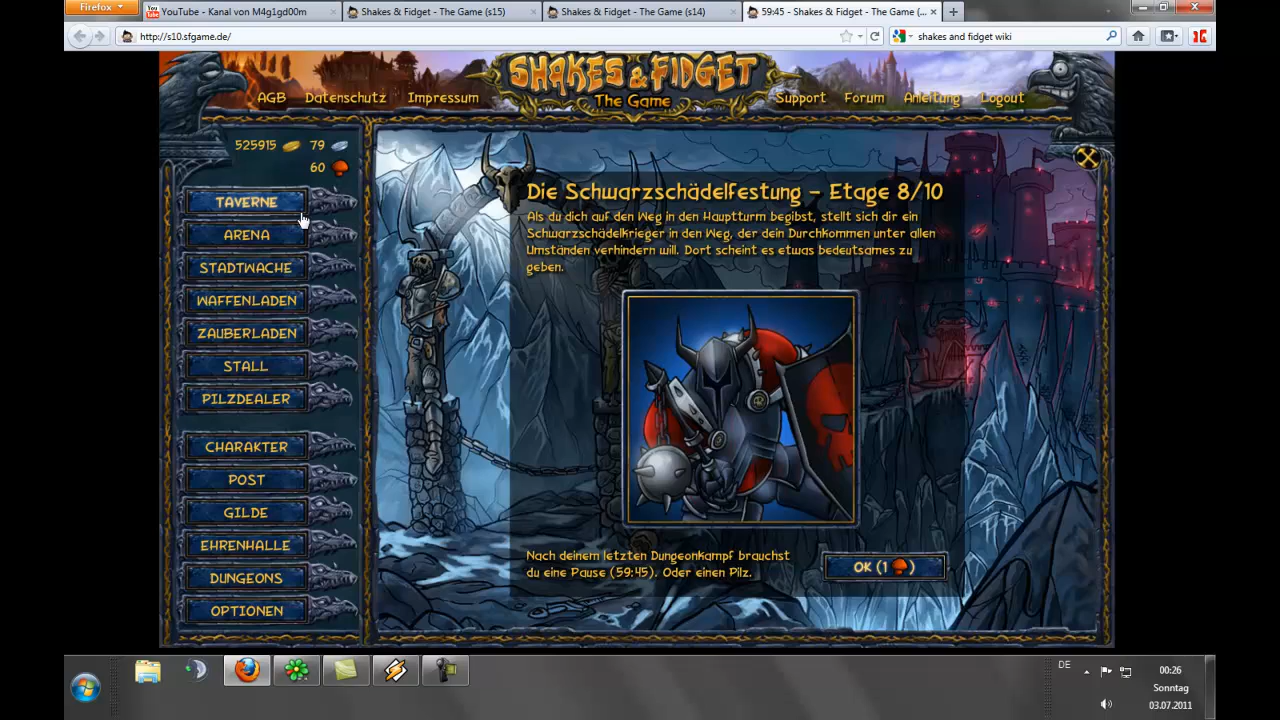 Firefox
YouTube - Kanal von M4g1gd00m
Shakes & Fidget - The Game (s15)
Shakes & Fidget - The Game (s14)
59:45 - Shakes & Fidget - The Game (...
http://s10.sfgame.de/
shakes and fidget wiki
SHAKES & FIDGET
The Game
AGB Datenschutz Impressum
Support Forum Anleitung Logout
525915 79
60
TAVERNE
ARENA
STADTWACHE
WAFFENLADEN
ZAUBERLADEN
STALL
PILZDEALER
CHARAKTER
POST
GILDE
EHRENHALLE
DUNGEONS
OPTIONEN
Die Schwarzschädelfestung - Etage 8/10
Als du dich auf den Weg in den Hauptturm begibst, stellt sich dir ein
Schwarzschädelkrieger in den Weg, der dein Durchkommen unter allen
Umständen verhindern will. Dort scheint es etwas bedeutsames zu
geben.
Nach deinem letzten Dungeonkampf brauchst
du eine Pause (59:45). Oder einen Pilz.
OK (1 )
DE
00:26
Sonntag
03.07.2011